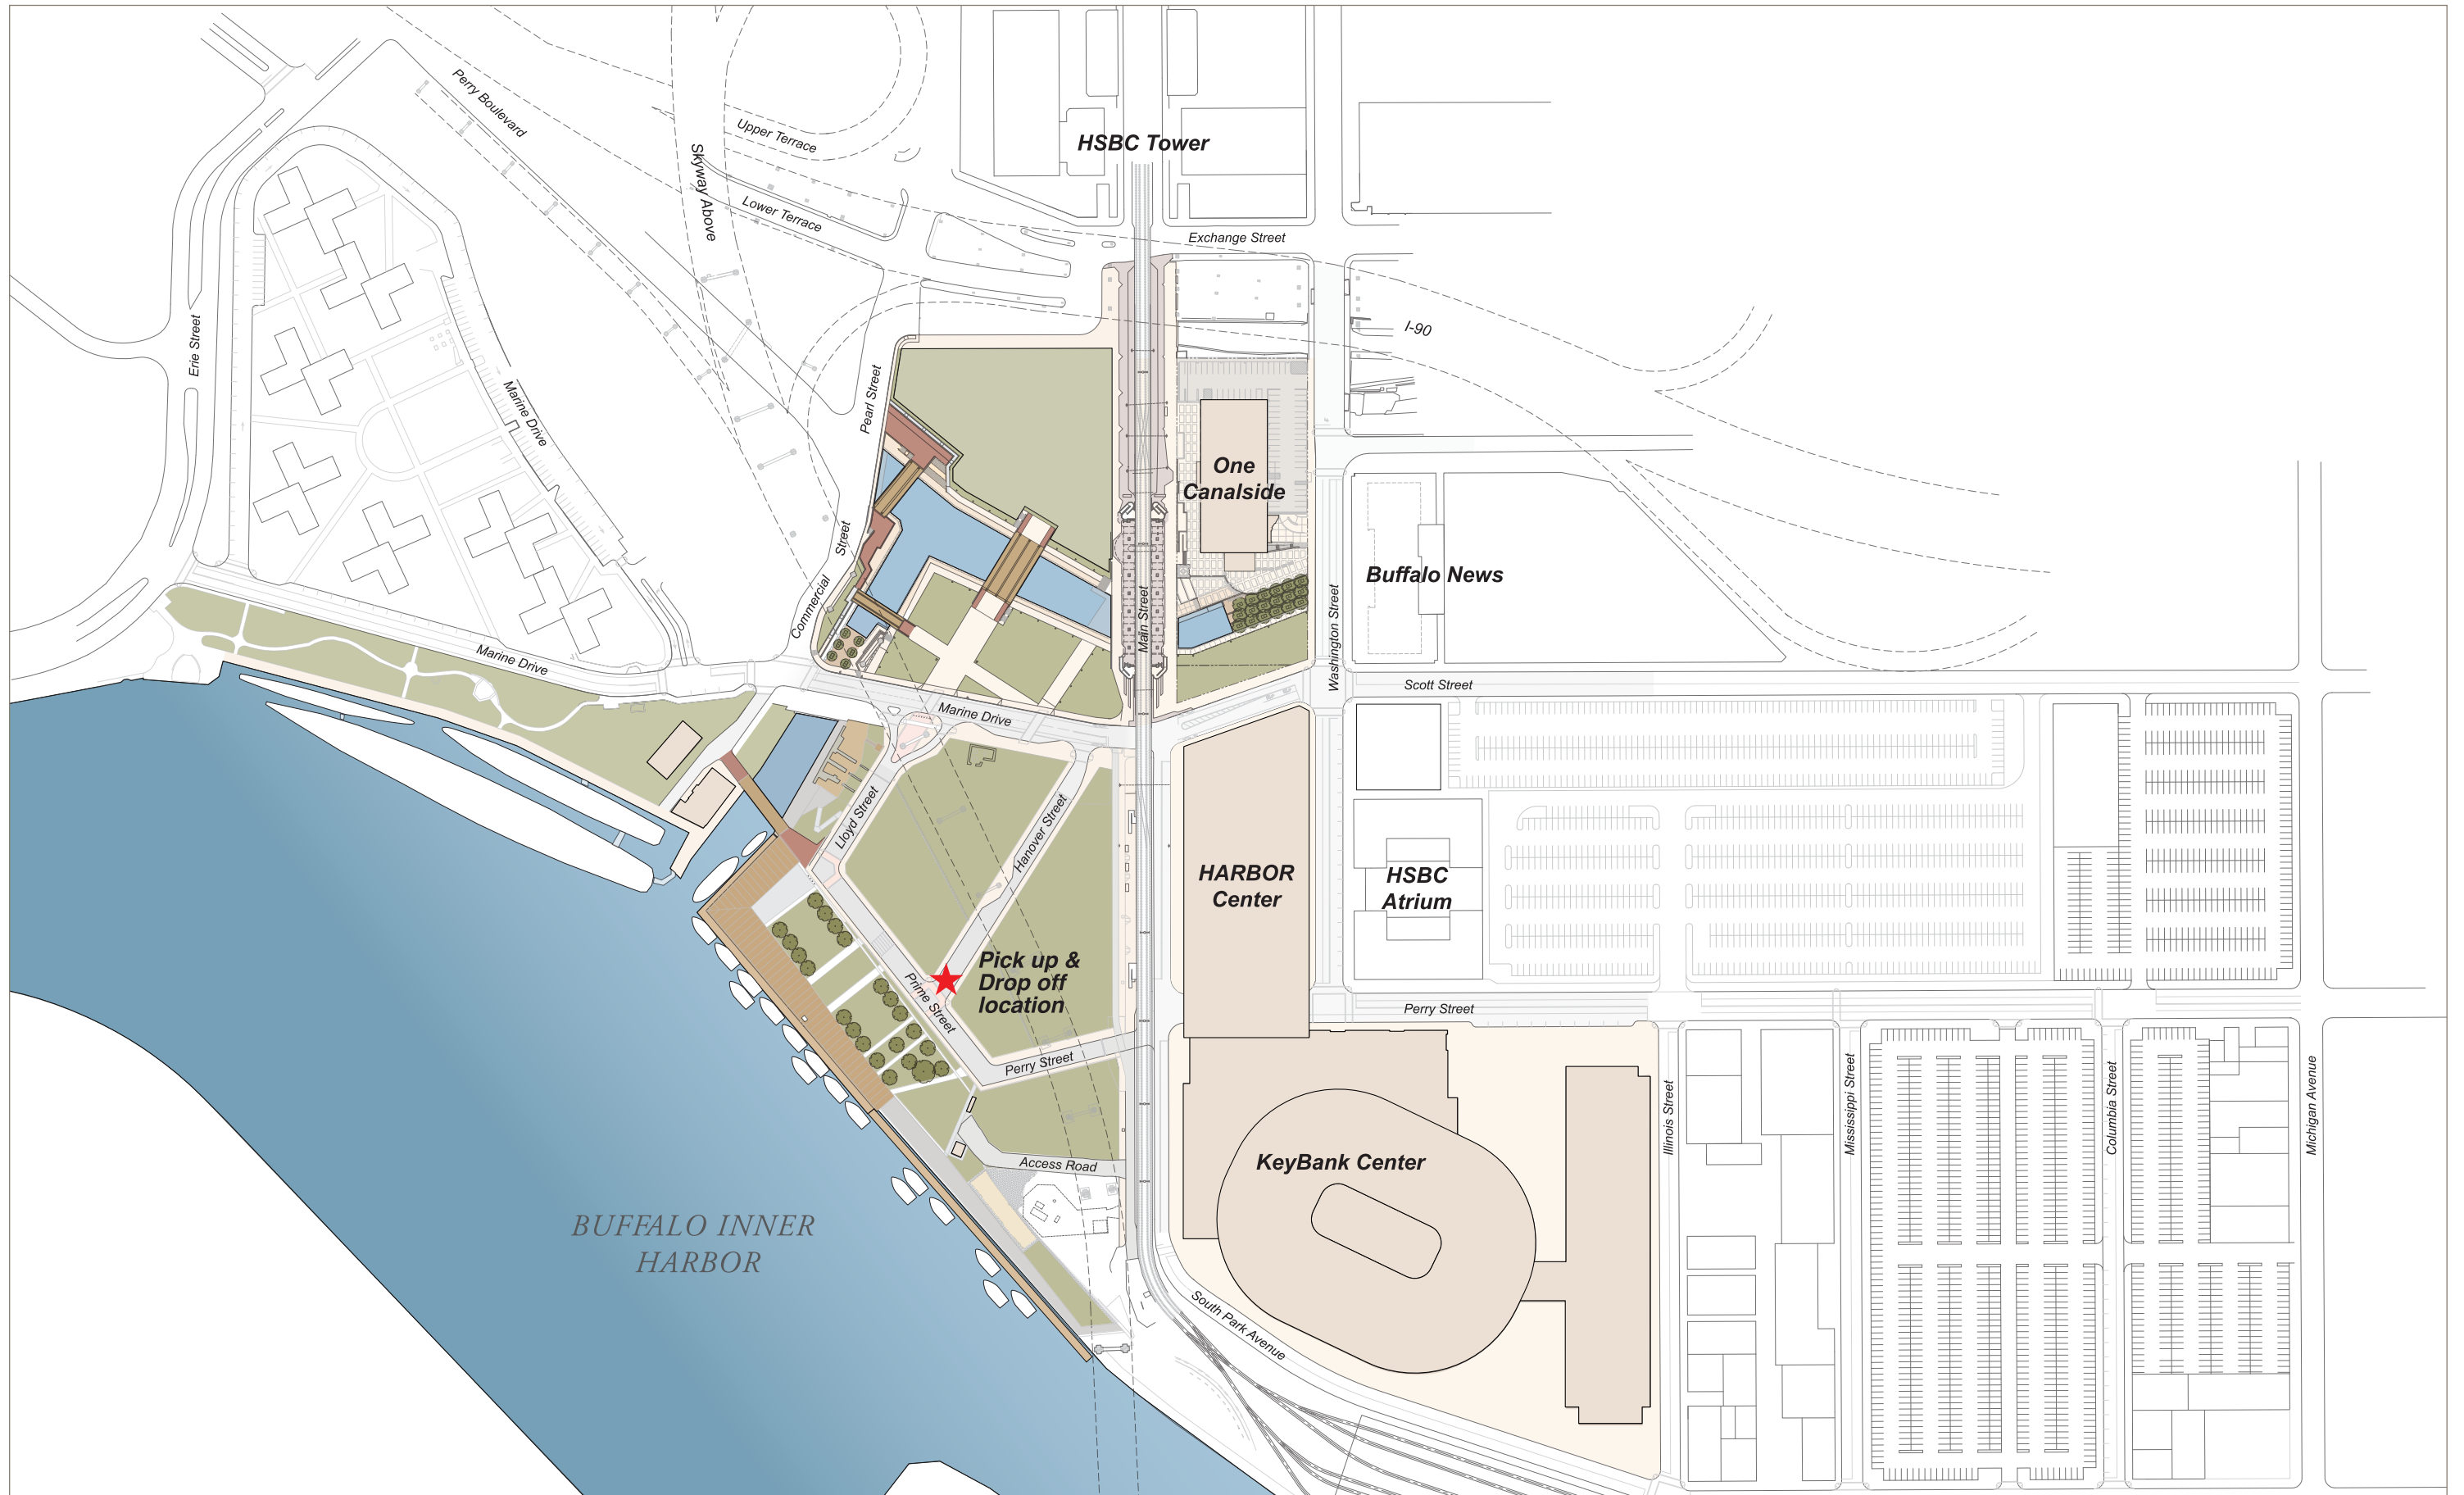 Perry Boulevard
Upper Terrace
HSBC Tower
Skyway Above
Lower Terrace
Exchange Street
Erie Street
I-90
Marine Drive
Pearl Street
One
Canalside
Street
Commercial
Buffalo News
Main Street
Washington Street
Marine Drive
Scott Street
Marine Drive
Lloyd Street
Hanover Street
HARBOR
Center
HSBC
Atrium
Pick up &
Drop off
location
Prime Street
Perry Street
Perry Street
Illinois Street
Mississippi Street
Columbia Street
Michigan Avenue
Access Road
KeyBank Center
BUFFALO INNER
HARBOR
South Park Avenue